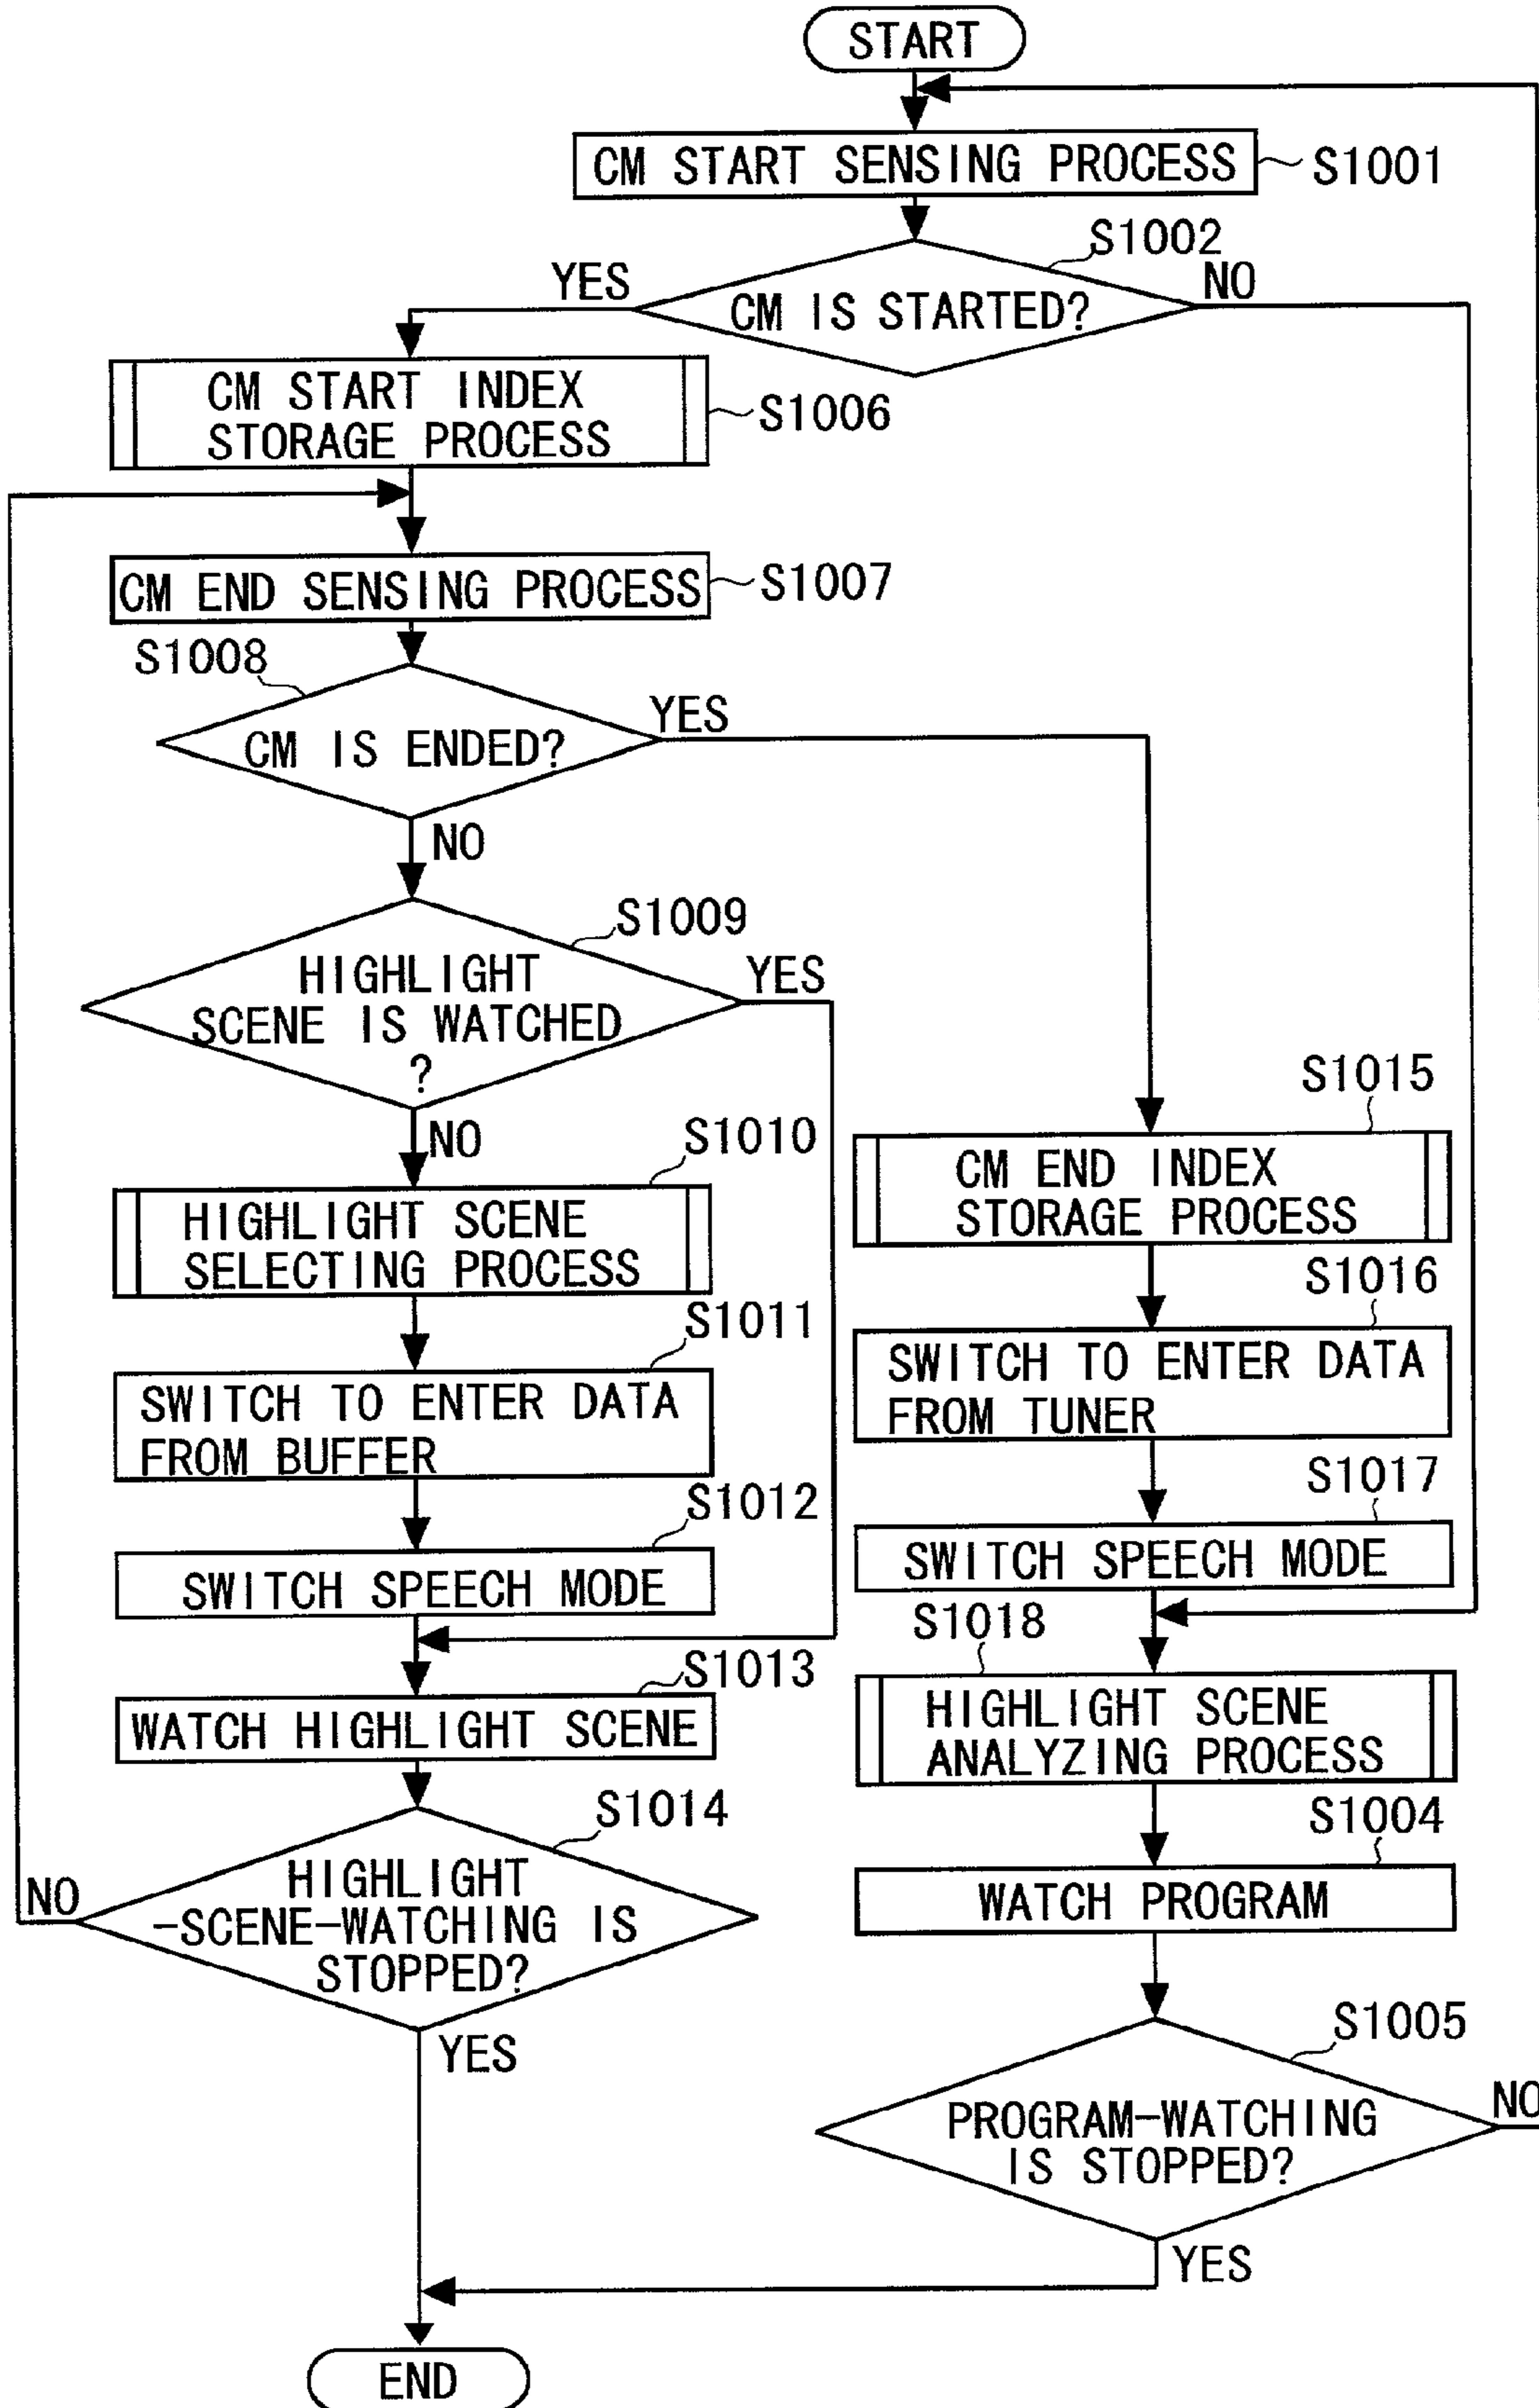 START
CM START SENSING PROCESS
S1001
S1002
YES
NO
CM IS STARTED?
CM START INDEX
STORAGE PROCESS
S1006
CM END SENSING PROCESS
S1007
S1008
YES
CM IS ENDED?
NO
S1009
HIGHLIGHT
SCENE IS WATCHED
?
YES
NO
S1010
HIGHLIGHT SCENE
SELECTING PROCESS
S1011
SWITCH TO ENTER DATA
FROM BUFFER
S1012
SWITCH SPEECH MODE
S1013
WATCH HIGHLIGHT SCENE
S1014
HIGHLIGHT
-SCENE-WATCHING IS
STOPPED?
NO
YES
S1015
CM END INDEX
STORAGE PROCESS
S1016
SWITCH TO ENTER DATA
FROM TUNER
S1017
SWITCH SPEECH MODE
S1018
HIGHLIGHT SCENE
ANALYZING PROCESS
S1004
WATCH PROGRAM
S1005
PROGRAM-WATCHING
IS STOPPED?
NO
YES
END